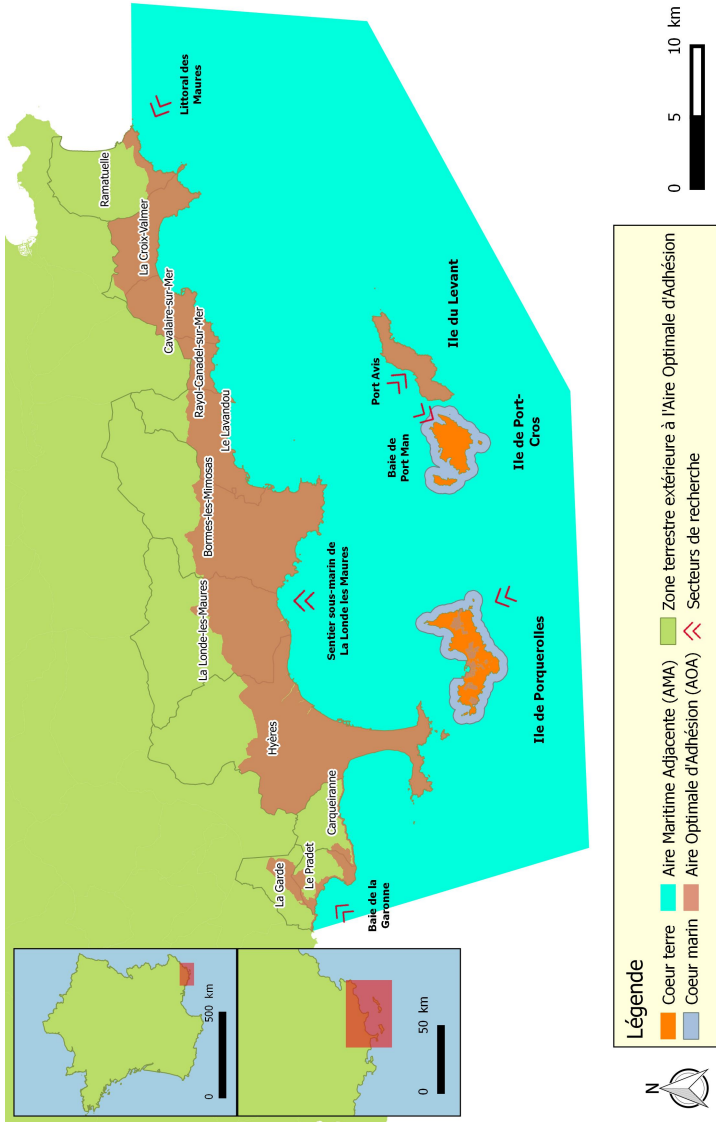 500 km
0
50 km
0
Ramatuelle
La Croix-Valmer
Cavalaire-sur-Mer
Rayol-Canadel-sur-Mer
Le Lavandou
Bormes-les-Mimosas
La Londe-les-Maures
Hyères
Carqueiranne
Le Pradet
La Garde
Littoral des
Maures
Sentier sous-marin de
La Londe les Maures
Baie de la
Garonne
Port Avis
Baie de
Port Man
Ile du Levant
Ile de Port-
Cros
Ile de Porquerolles
N
Légende
Coeur terre
Aire Maritime Adjacente (AMA)
Zone terrestre extérieure à l'Aire Optimale d'Adhésion
Coeur marin
Aire Optimale d'Adhésion (AOA)
Secteurs de recherche
0
5
10 km